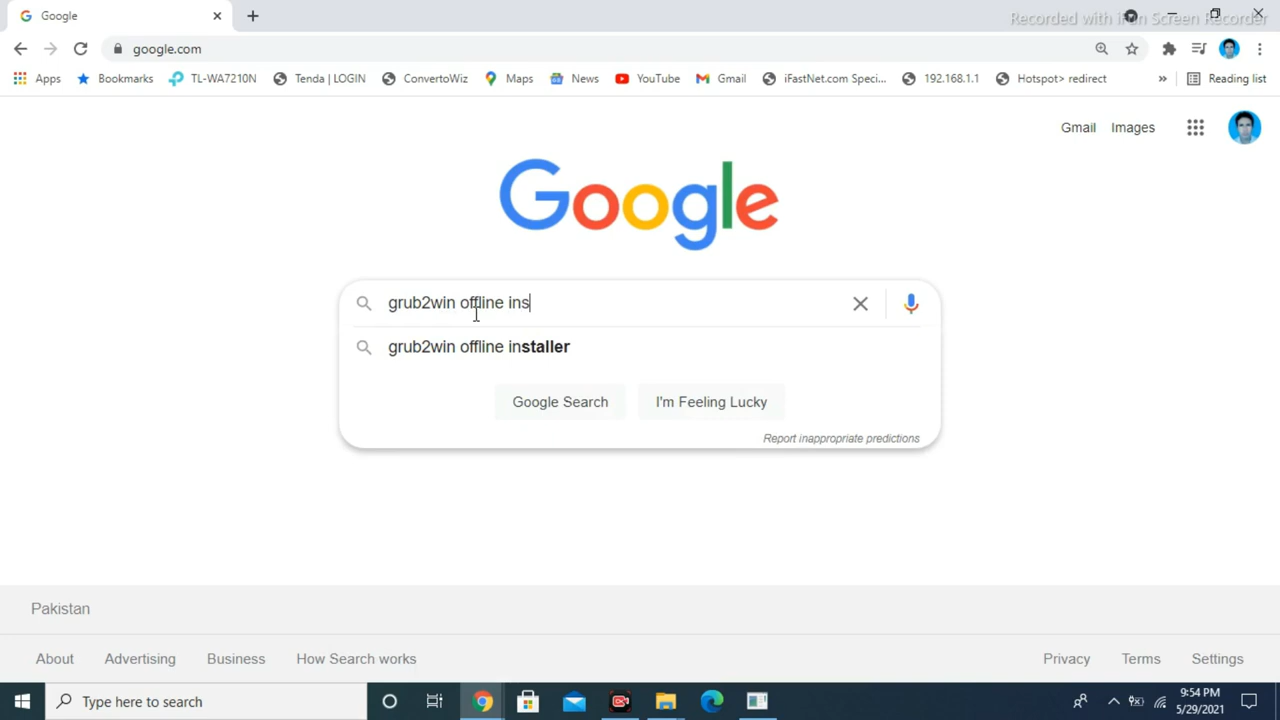 Google
Recorded with iFun Screen Recorder
google.com
Apps
Bookmarks
TL-WA7210N
Tenda | LOGIN
ConvertoWiz
Maps
News
YouTube
Gmail
iFastNet.com Speci...
192.168.1.1
Hotspot> redirect
»
Reading list
Gmail
Images
Google
grub2win offline ins
grub2win offline installer
Google Search
I'm Feeling Lucky
Report inappropriate predictions
Pakistan
About
Advertising
Business
How Search works
Privacy
Terms
Settings
Type here to search
9:54 PM
5/29/2021